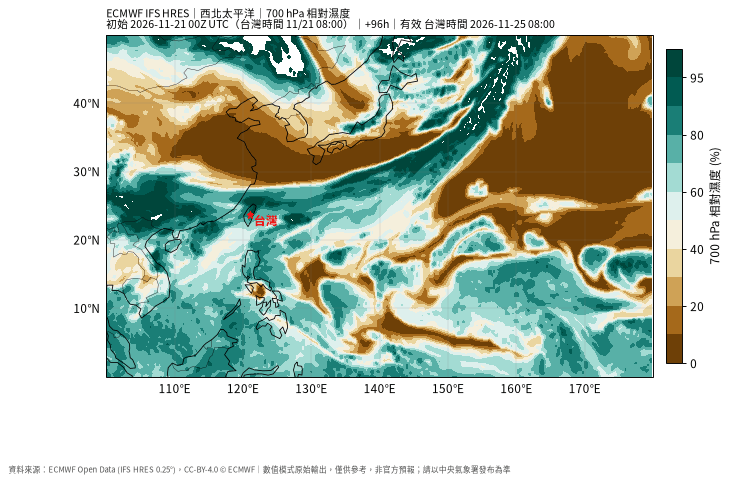 ECMWF IFS HRES｜西北太平洋｜700 hPa 相對濕度
初始 2026-11-21 00Z UTC（台灣時間 11/21 08:00）｜+96h｜有效 台灣時間 2026-11-25 08:00
95
80
60
40
20
0
700 hPa 相對濕度 (%)
40°N
30°N
20°N
10°N
台灣
110°E 120°E 130°E 140°E 150°E 160°E 170°E
資料來源：ECMWF Open Data (IFS HRES 0.25°)，CC-BY-4.0 © ECMWF｜數值模式原始輸出，僅供參考，非官方預報；請以中央氣象署發布為準